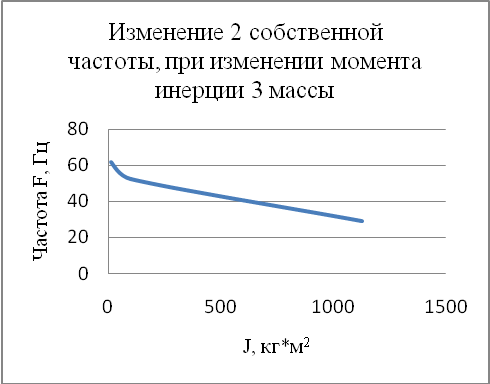 Изменение 2 собственной
частоты, при изменении момента
инерции 3 массы
80
60
40
20
0
Частота F, Гц
0 500 1000 1500
J, кг*м²